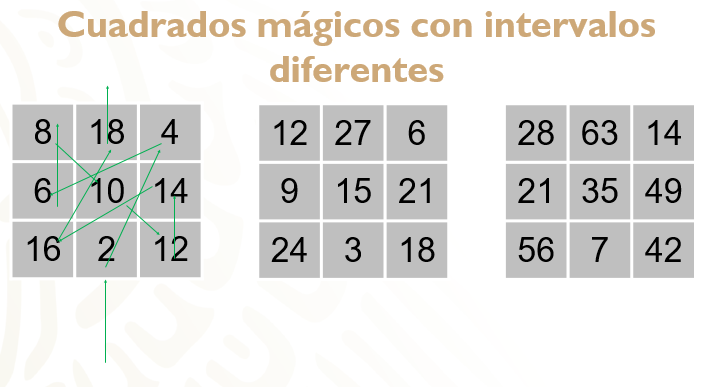 Cuadrados mágicos con intervalos
diferentes
8 18 4
6 10 14
16 2 12
12 27 6
9 15 21
24 3 18
28 63 14
21 35 49
56 7 42